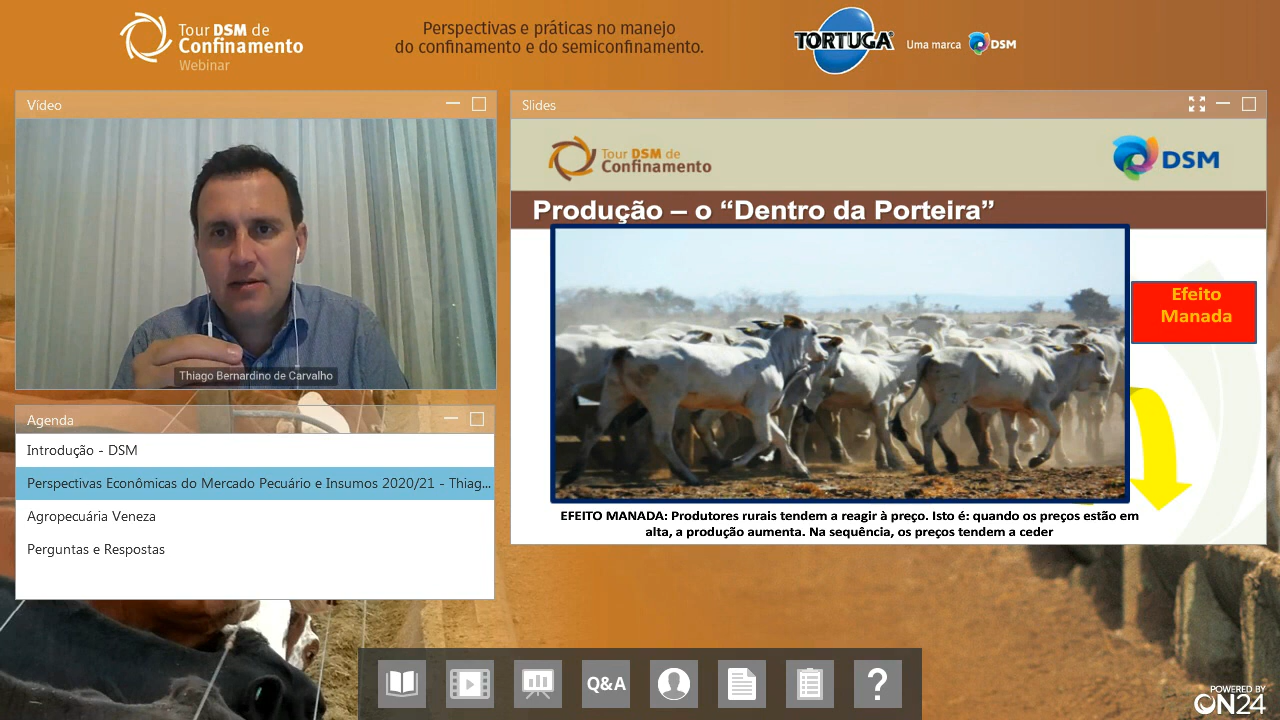 Tour DSM de
Confinamento
Webinar
Perspectivas e práticas no manejo
do confinamento e do semiconfinamento.
TORTUGA
Uma marca DSM
Vídeo
Thiago Bernardino de Carvalho
Agenda
Introdução - DSM
Perspectivas Econômicas do Mercado Pecuário e Insumos 2020/21 - Thiag...
Agropecuária Veneza
Perguntas e Respostas
Slides
Tour DSM de
Confinamento
DSM
Produção – o “Dentro da Porteira”
Efeito
Manada
EFEITO MANADA: Produtores rurais tendem a reagir à preço. Isto é: quando os preços estão em
alta, a produção aumenta. Na sequência, os preços tendem a ceder
Q&A
?
POWERED BY
ON24